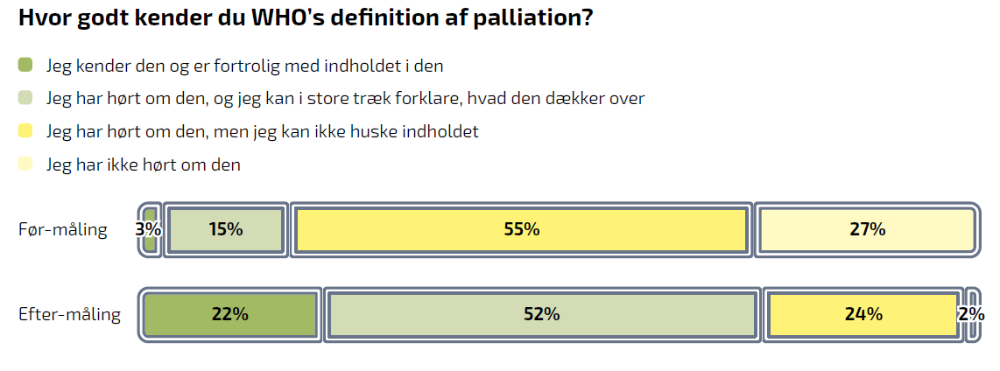 Hvor godt kender du WHO's definition af palliation?
Jeg kender den og er fortrolig med indholdet i den
Jeg har hørt om den, og jeg kan i store træk forklare, hvad den dækker over
Jeg har hørt om den, men jeg kan ikke huske indholdet
Jeg har ikke hørt om den
Før-måling 3% 15% 55% 27%
Efter-måling 22% 52% 24% 2%